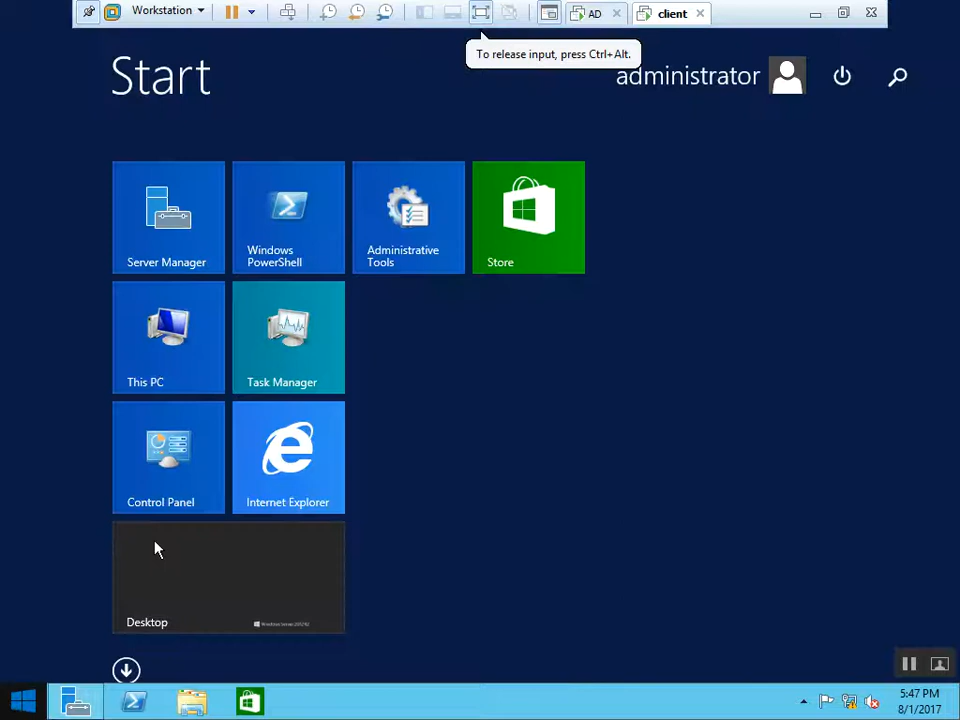 Workstation
AD
client
To release input, press Ctrl+Alt.
Start
administrator
Server Manager
Windows PowerShell
Administrative Tools
Store
This PC
Task Manager
Control Panel
Internet Explorer
Desktop
5:47 PM
8/1/2017